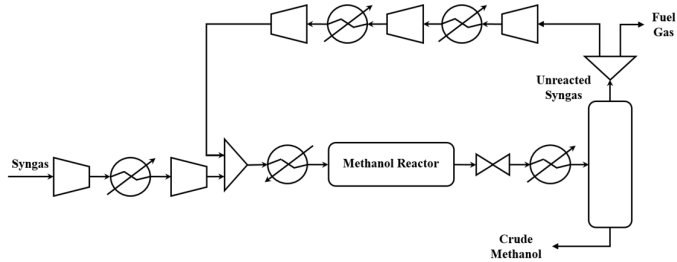 Fuel
Gas
Unreacted
Syngas
Syngas
Methanol Reactor
Crude
Methanol